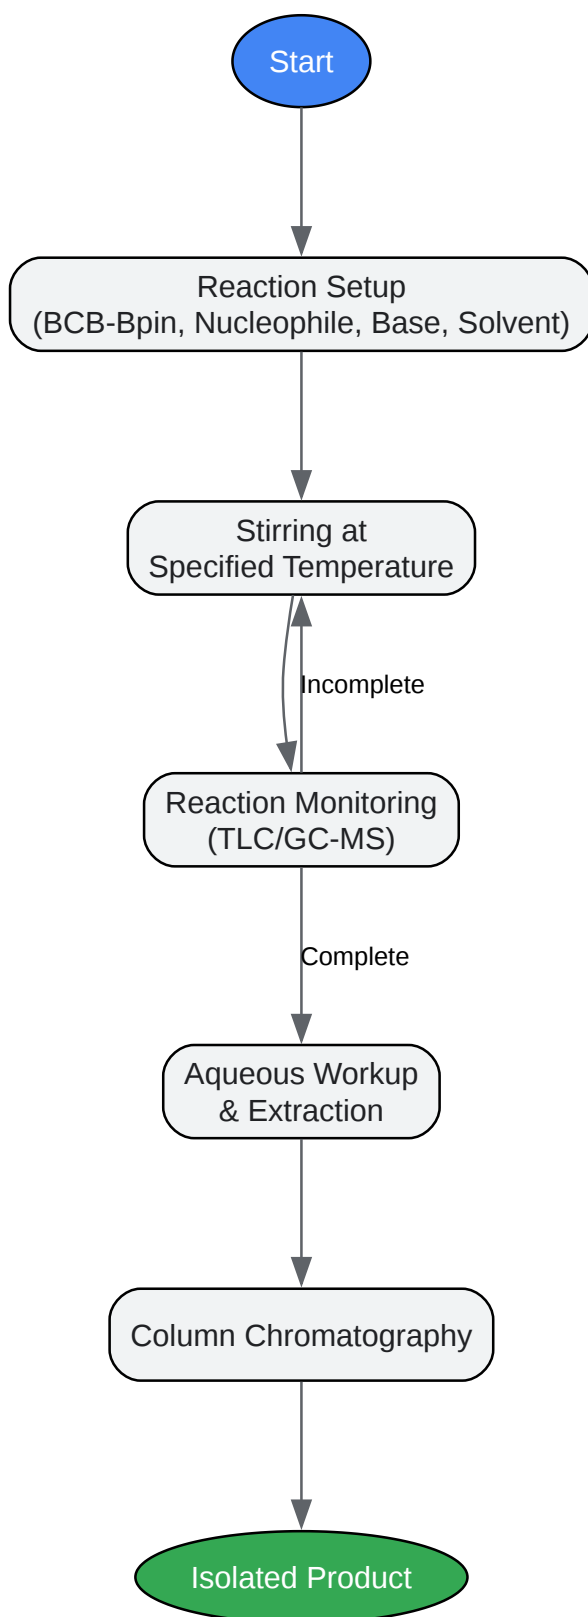 Start
Reaction Setup
(BCB-Bpin, Nucleophile, Base, Solvent)
Stirring at
Specified Temperature
Incomplete
Reaction Monitoring
(TLC/GC-MS)
Complete
Aqueous Workup
& Extraction
Column Chromatography
Isolated Product